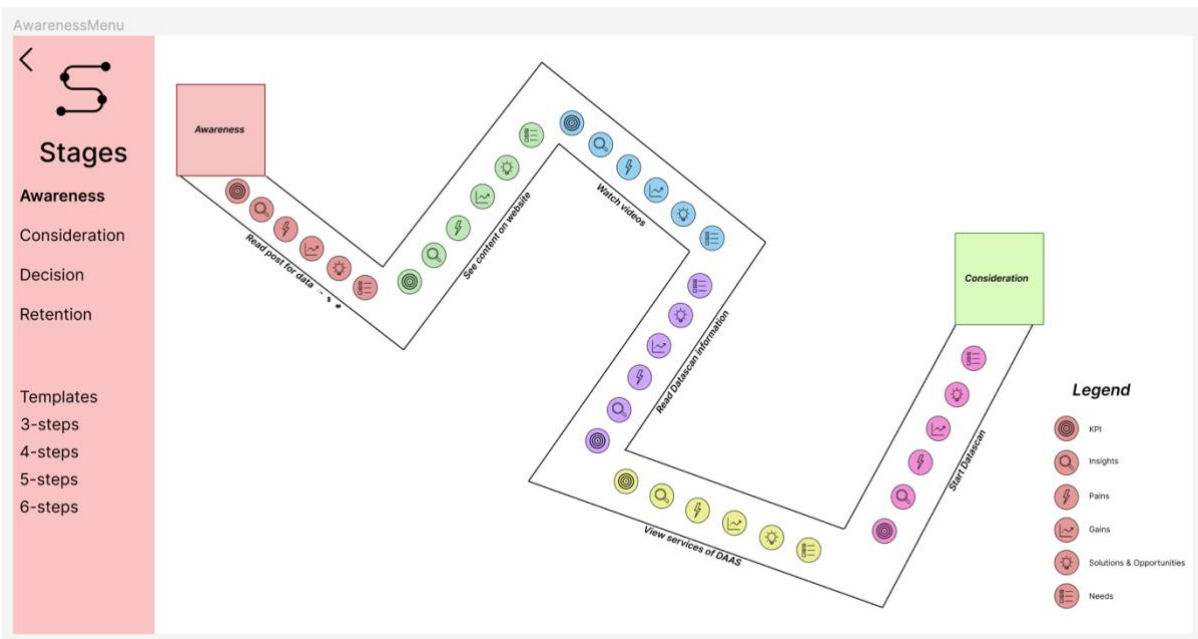 AwarenessMenu
Stages
Awareness
Consideration
Decision
Retention
Templates
3-steps
4-steps
5-steps
6-steps
Awareness
Read post for data
See content on website
Watch videos
Read Datascan information
View services of DAAS
Start Datascan
Consideration
Legend
KPI
Insights
Pains
Gains
Solutions & Opportunities
Needs